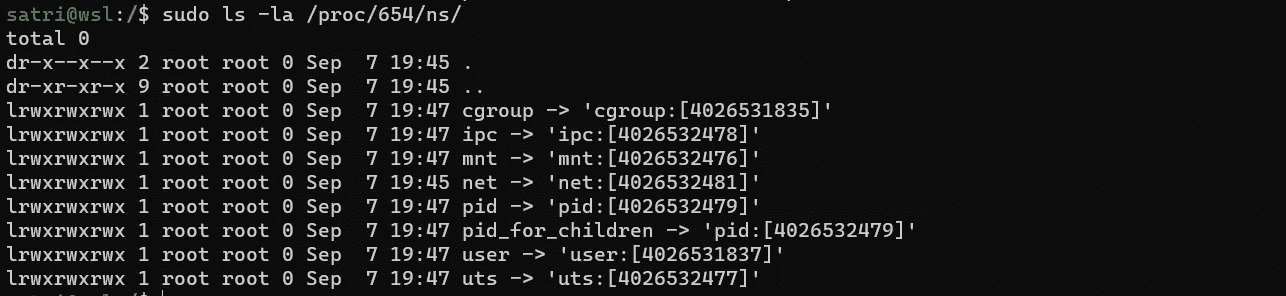 satri@wsl:/$ sudo ls -la /proc/654/ns/
total 0
dr-x--x--x 2 root root 0 Sep  7 19:45 .
dr-xr-xr-x 9 root root 0 Sep  7 19:45 ..
lrwxrwxrwx 1 root root 0 Sep  7 19:47 cgroup -> 'cgroup:[4026531835]'
lrwxrwxrwx 1 root root 0 Sep  7 19:47 ipc -> 'ipc:[4026532478]'
lrwxrwxrwx 1 root root 0 Sep  7 19:47 mnt -> 'mnt:[4026532476]'
lrwxrwxrwx 1 root root 0 Sep  7 19:45 net -> 'net:[4026532481]'
lrwxrwxrwx 1 root root 0 Sep  7 19:47 pid -> 'pid:[4026532479]'
lrwxrwxrwx 1 root root 0 Sep  7 19:47 pid_for_children -> 'pid:[4026532479]'
lrwxrwxrwx 1 root root 0 Sep  7 19:47 user -> 'user:[4026531837]'
lrwxrwxrwx 1 root root 0 Sep  7 19:47 uts -> 'uts:[4026532477]'